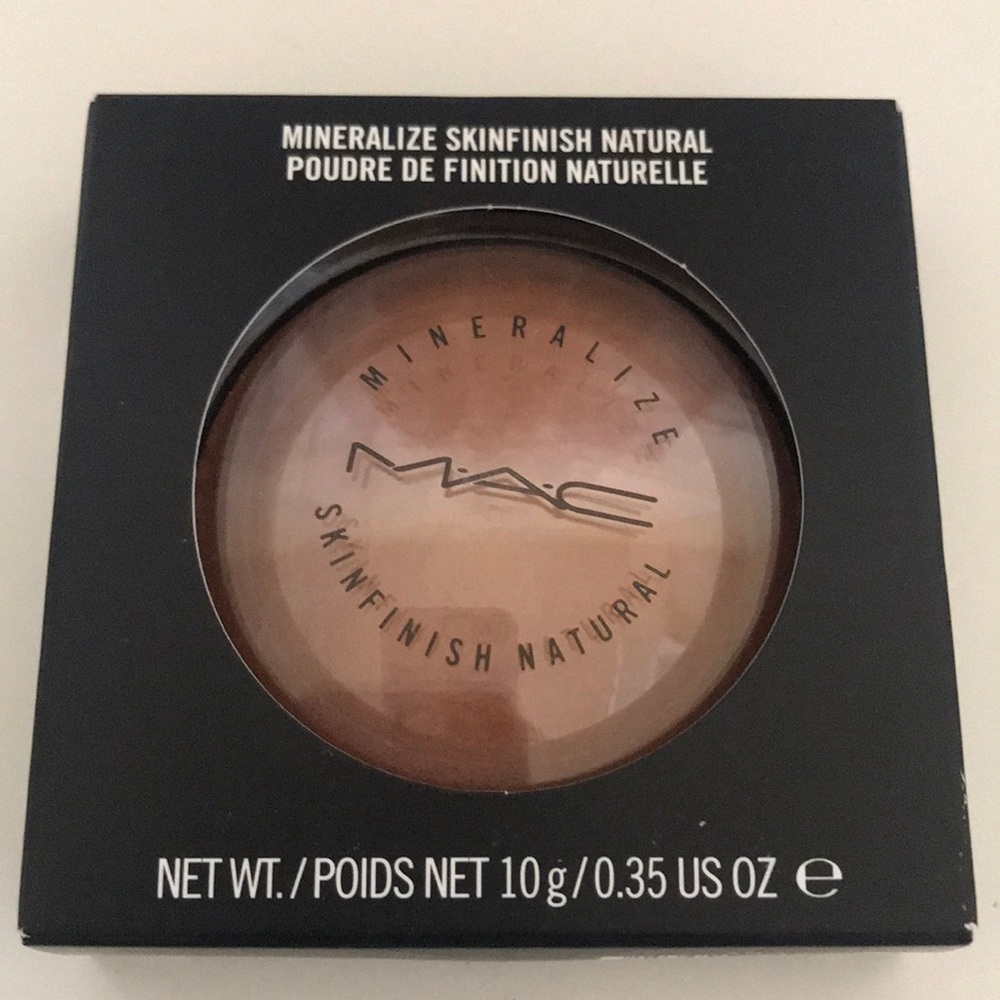 MINERALIZE SKINFINISH NATURAL
POUDRE DE FINITION NATURELLE
MINERALIZE
M·A·C
SKINFINISH NATURAL
NET WT. / POIDS NET 10 g / 0.35 US OZ ℮